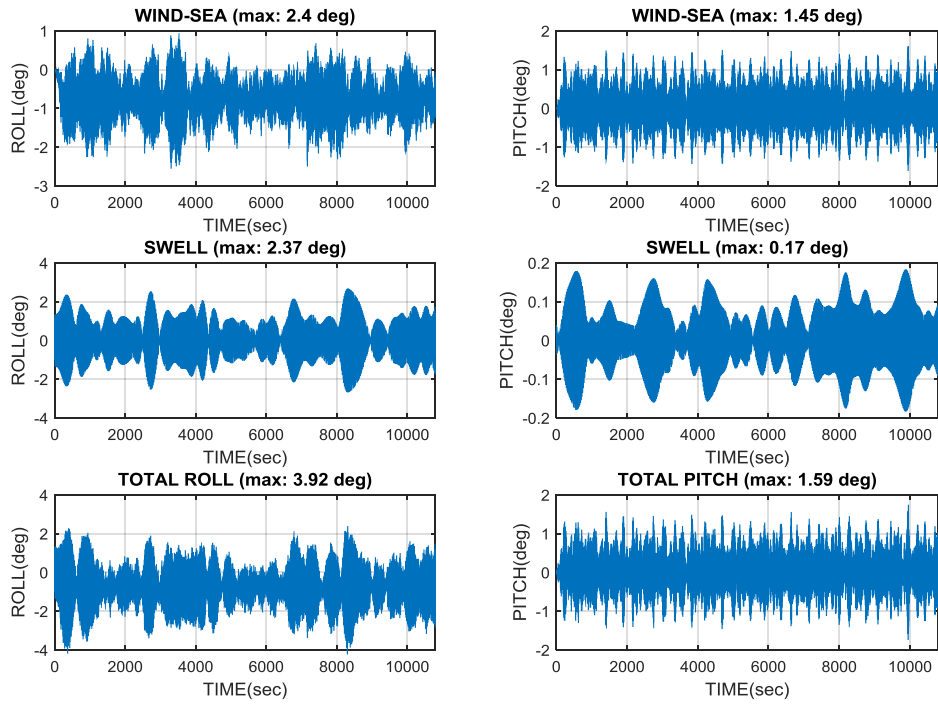 WIND-SEA (max: 2.4 deg)
1
0
-1
-2
-3
ROLL(deg)
0 2000 4000 6000 8000 10000
TIME(sec)
WIND-SEA (max: 1.45 deg)
2
1
0
-1
-2
PITCH(deg)
0 2000 4000 6000 8000 10000
TIME(sec)
SWELL (max: 2.37 deg)
4
2
0
-2
-4
ROLL(deg)
0 2000 4000 6000 8000 10000
TIME(sec)
SWELL (max: 0.17 deg)
0.2
0.1
0
-0.1
-0.2
PITCH(deg)
0 2000 4000 6000 8000 10000
TIME(sec)
TOTAL ROLL (max: 3.92 deg)
4
2
0
-2
-4
ROLL(deg)
0 2000 4000 6000 8000 10000
TIME(sec)
TOTAL PITCH (max: 1.59 deg)
2
1
0
-1
-2
PITCH(deg)
0 2000 4000 6000 8000 10000
TIME(sec)